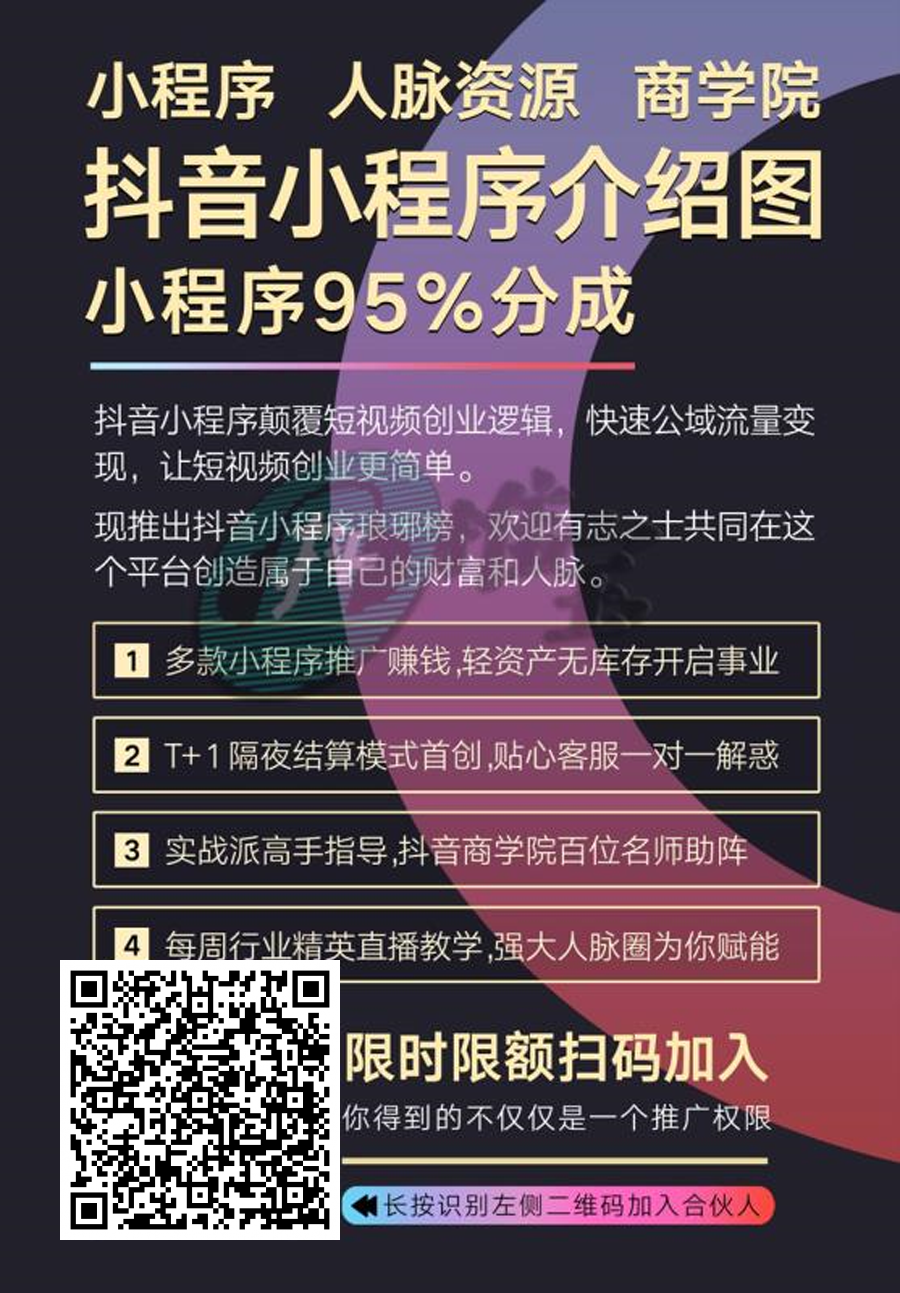 小程序 人脉资源 商学院
抖音小程序介绍图
小程序95%分成
抖音小程序颠覆短视频创业逻辑，快速公域流量变
现，让短视频创业更简单。
现推出抖音小程序琅琊榜，欢迎有志之士共同在这
个平台创造属于自己的财富和人脉。
1 多款小程序推广赚钱,轻资产无库存开启事业
2 T+1隔夜结算模式首创,贴心客服一对一解惑
3 实战派高手指导,抖音商学院百位名师助阵
4 每周行业精英直播教学,强大人脉圈为你赋能
限时限额扫码加入
你得到的不仅仅是一个推广权限
长按识别左侧二维码加入合伙人